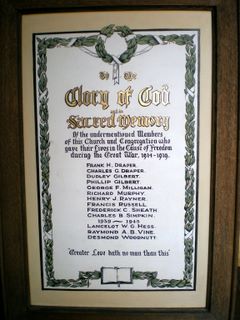 To the
Glory of God
and in
Sacred Memory
Of the undermentioned Members
of this Church and Congregation who
gave their Lives in the Cause of Freedom
during the Great War, 1914-1919.
FRANK H. DRAPER.
CHARLES G. DRAPER.
DUDLEY GILBERT.
PHILLIP GILBERT.
GEORGE F. MILLIGAN.
RICHARD MURPHY.
HENRY J. RAYNER.
FRANCIS RUSSELL.
FREDERICK C. SHEATH.
CHARLES B. SIMPKIN.
1939 - 1945
LANCELOT W. G. HESS.
RAYMOND A. B. VINE.
DESMOND WOODNUTT.
"Greater Love hath no man than this"